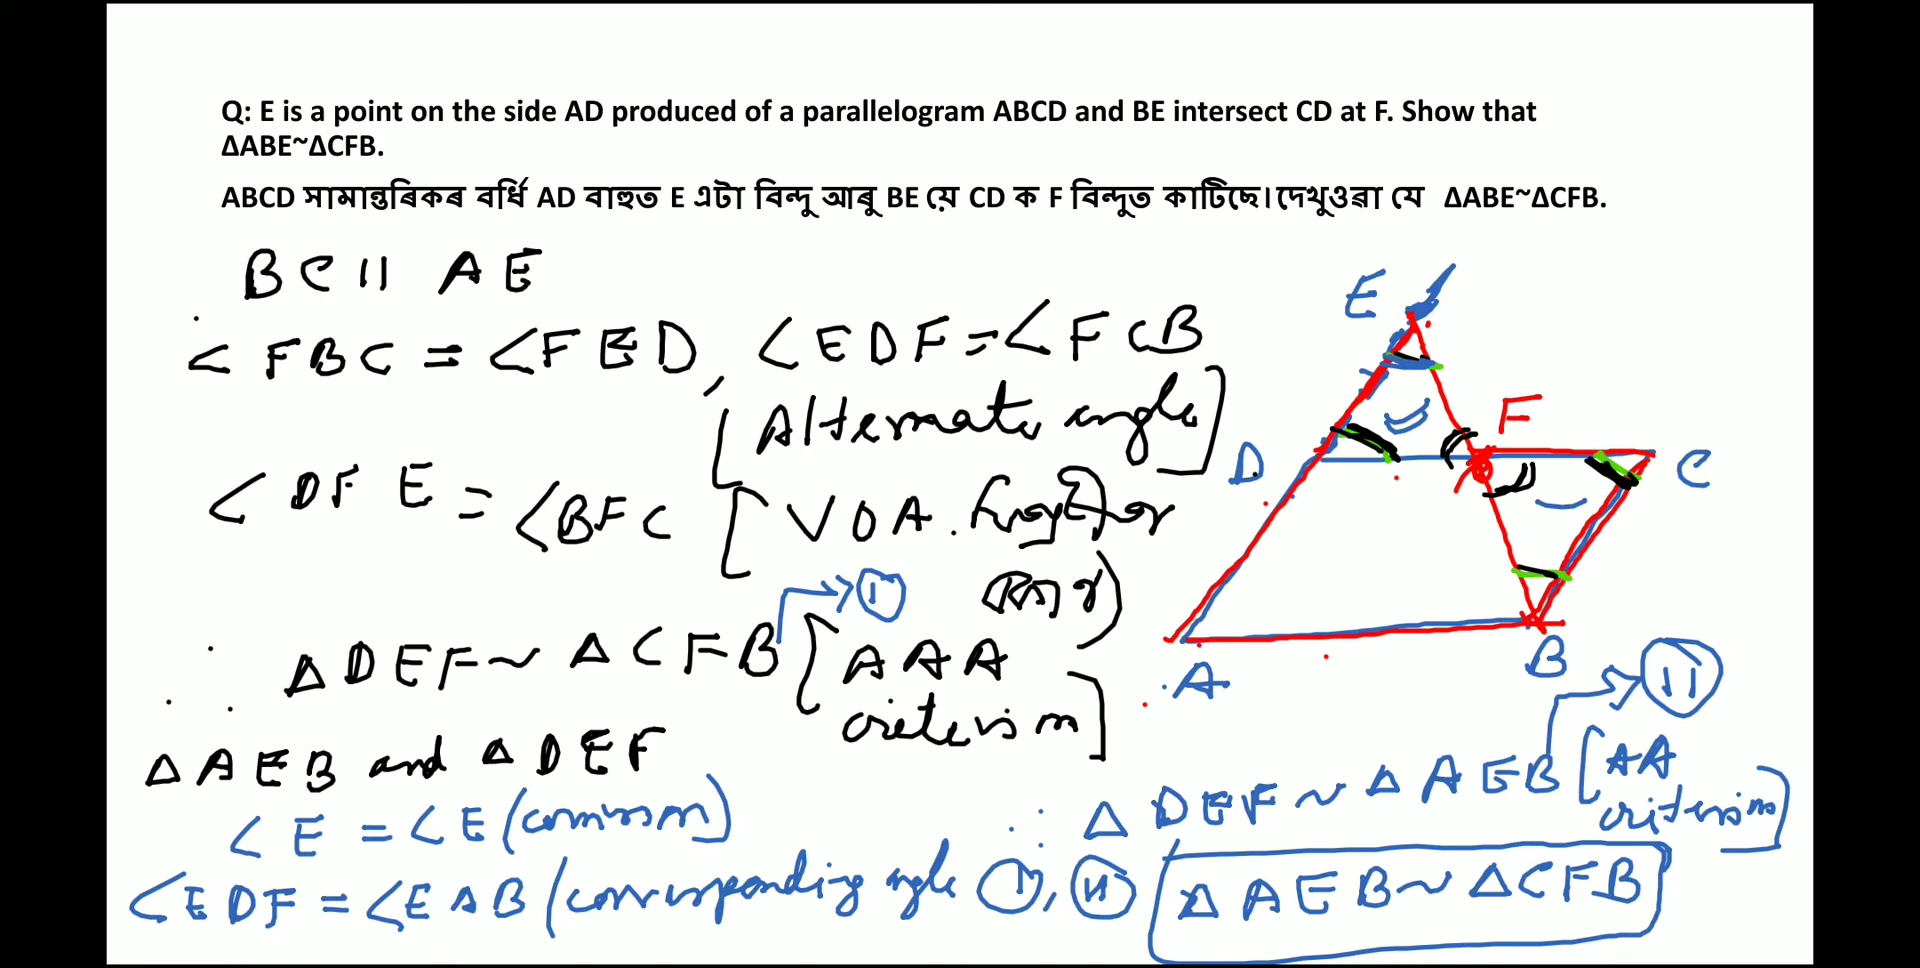 Q: E is a point on the side AD produced of a parallelogram ABCD and BE intersect CD at F. Show that
ΔABE~ΔCFB.
ABCD সামান্তৰিকৰ বৰ্ধি AD বাহুত E এটা বিন্দু আৰু BE য়ে CD ক F বিন্দুত কাটিছে। দেখুওৱা যে ΔABE~ΔCFB.
BC || AE
∠FBC = ∠FED, ∠EDF = ∠FCB
[Alternate angle]
∠DFE = ∠BFC [VOA.
∴ ΔDEF ~ ΔCFB → (I) [AAA
criterion]
ΔAEB and ΔDEF
∠E = ∠E (common)
∠EDF = ∠EAB (corresponding angle
∴ ΔDEF ~ ΔAEB → (II) [AA
criterion]
(I), (II) ΔAEB ~ ΔCFB
E
F
D
C
A
B